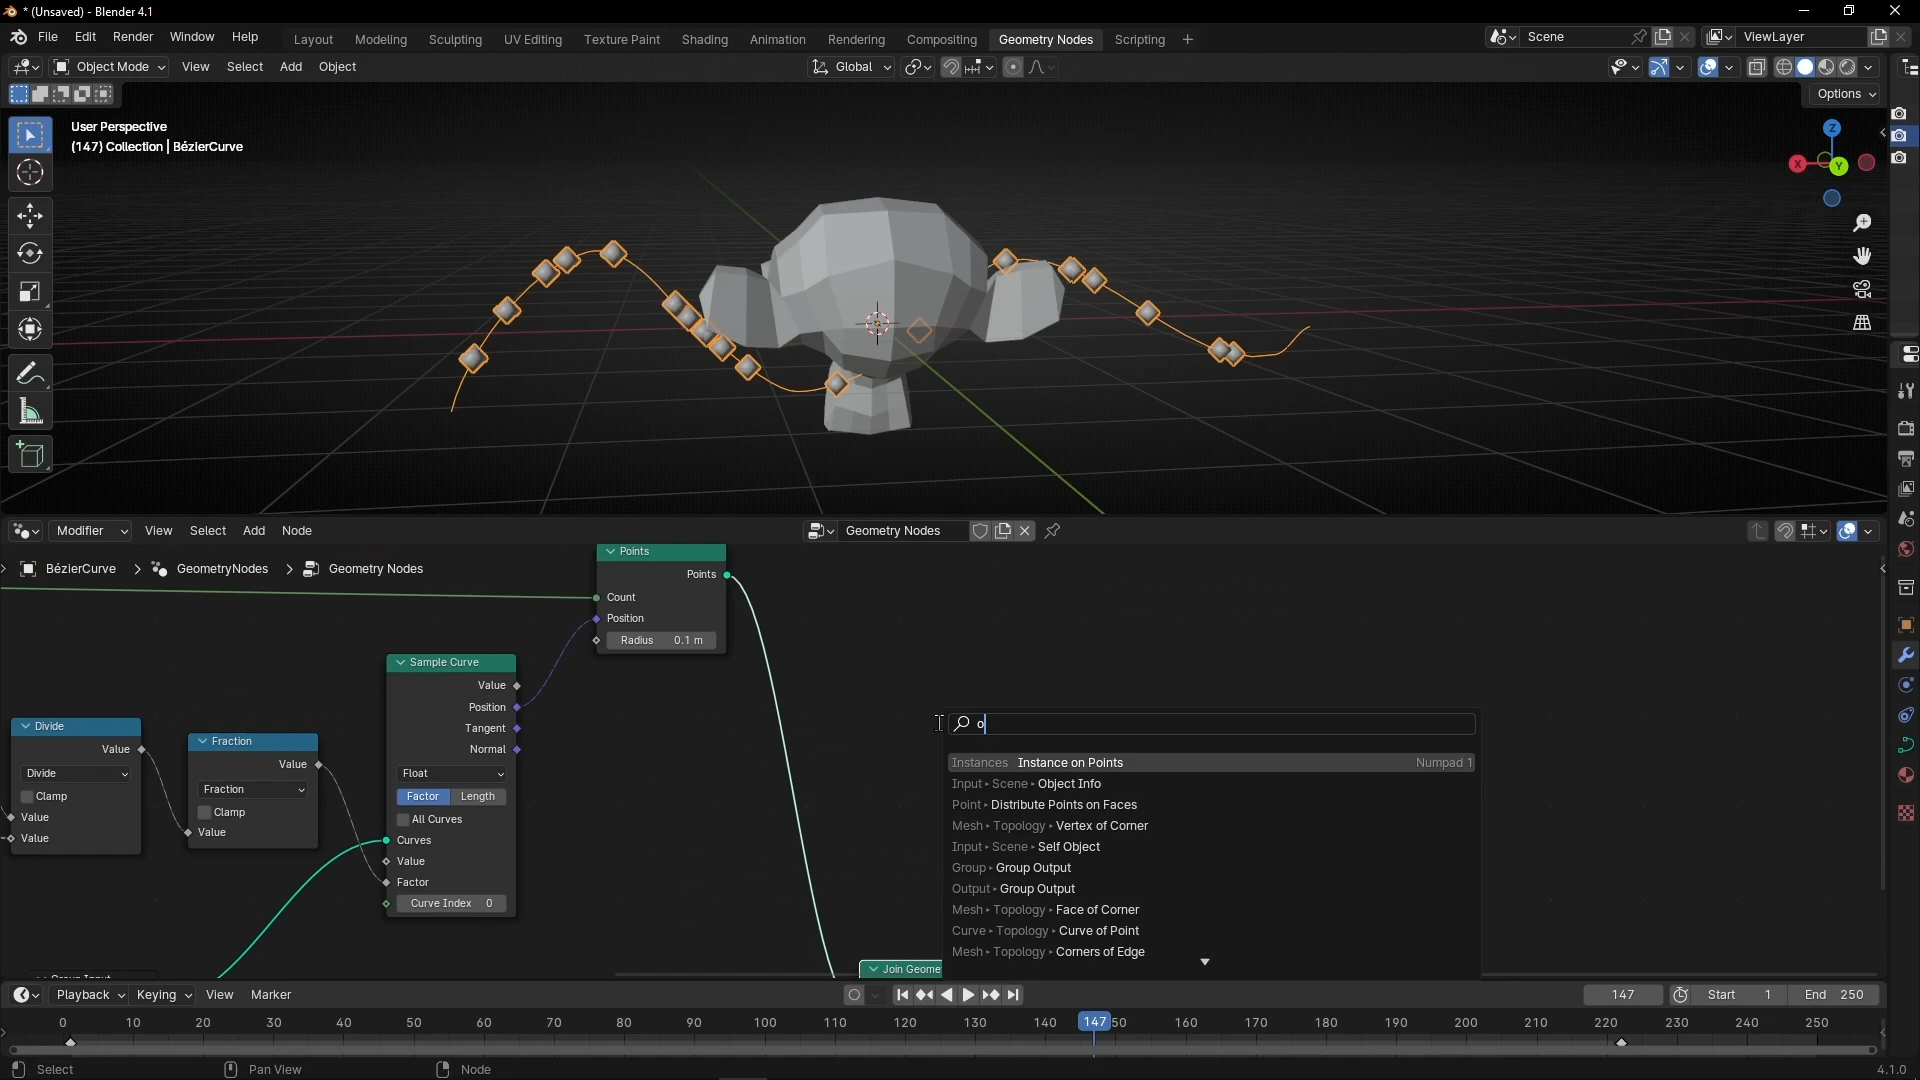 * (Unsaved) - Blender 4.1
File Edit Render Window Help
Layout Modeling Sculpting UV Editing Texture Paint Shading Animation Rendering Compositing Geometry Nodes Scripting +
Scene
ViewLayer
Object Mode View Select Add Object
Global
Options
User Perspective
(147) Collection | BézierCurve
Z
X
Y
Modifier View Select Add Node
Geometry Nodes
BézierCurve > GeometryNodes > Geometry Nodes
Points
Points
Count
Position
Radius 0.1 m
Sample Curve
Value
Position
Tangent
Normal
Float
Factor Length
All Curves
Curves
Value
Factor
Curve Index 0
Divide
Value
Divide
Clamp
Value
Value
Fraction
Value
Fraction
Clamp
Value
o
Instances Instance on Points Numpad 1
Input ▸ Scene ▸ Object Info
Point ▸ Distribute Points on Faces
Mesh ▸ Topology ▸ Vertex of Corner
Input ▸ Scene ▸ Self Object
Group ▸ Group Output
Output ▸ Group Output
Mesh ▸ Topology ▸ Face of Corner
Curve ▸ Topology ▸ Curve of Point
Mesh ▸ Topology ▸ Corners of Edge
Join Geome
Playback Keying View Marker
147
Start 1
End 250
0 10 20 30 40 50 60 70 80 90 100 110 120 130 140 147 50 160 170 180 190 200 210 220 230 240 250
Select
Pan View
Node
4.1.0